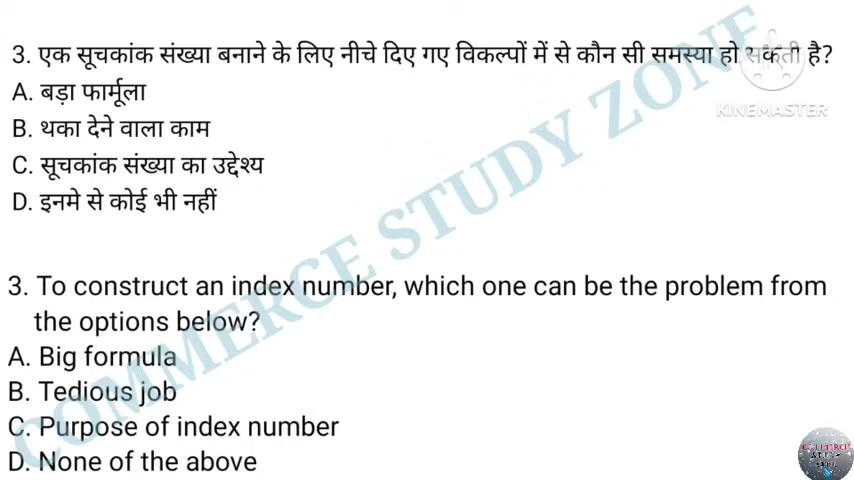 3. एक सूचकांक संख्या बनाने के लिए नीचे दिए गए विकल्पों में से कौन सी समस्या हो सकती है?
KINEMASTER
A. बड़ा फार्मूला
B. थका देने वाला काम
C. सूचकांक संख्या का उद्देश्य
D. इनमे से कोई भी नहीं
COMMERCE STUDY ZONE
3. To construct an index number, which one can be the problem from
the options below?
A. Big formula
B. Tedious job
C. Purpose of index number
D. None of the above